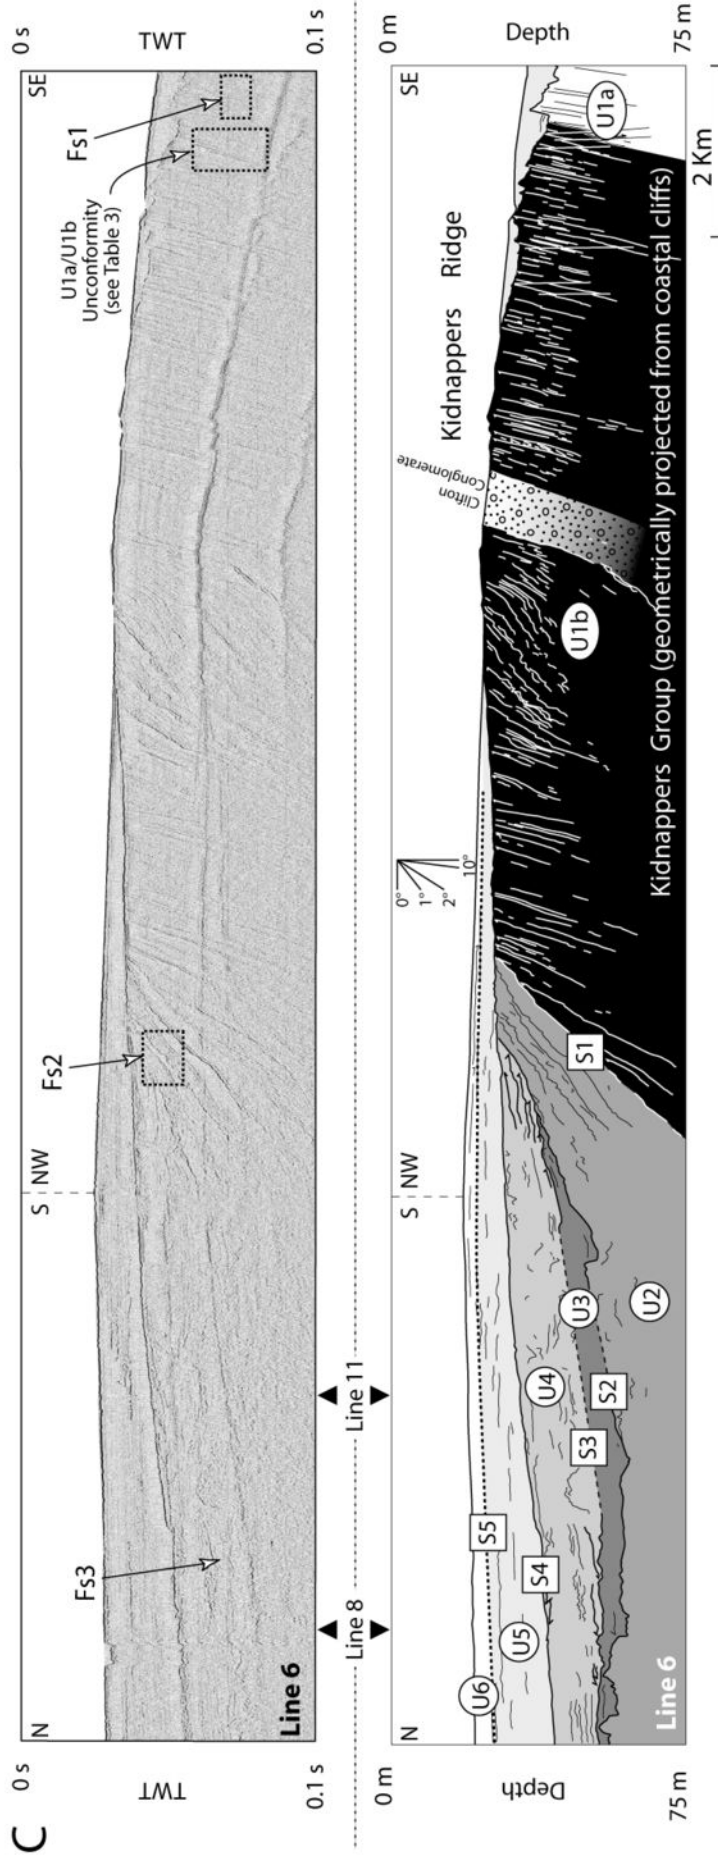 C
0 s
TWT
0.1 s
N
S
NW
SE
0 s
TWT
0.1 s
Fs3
Fs2
U1a/U1b
Unconformity
(see Table 3)
Fs1
Line 6
Line 8
Line 11
0 m
Depth
75 m
N
S
NW
SE
0 m
Depth
75 m
Kidnappers Ridge
Clifton
Conglomerate
0°
1°
2°
10°
U6
S5
U5
S4
U4
S3
U3
S2
U2
S1
U1b
U1a
Kidnappers Group (geometrically projected from coastal cliffs)
Line 6
2 Km